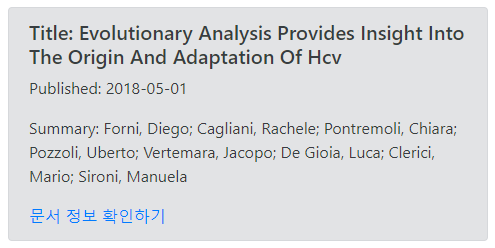 Title: Evolutionary Analysis Provides Insight Into
The Origin And Adaptation Of Hcv
Published: 2018-05-01
Summary: Forni, Diego; Cagliani, Rachele; Pontremoli, Chiara;
Pozzoli, Uberto; Vertemara, Jacopo; De Gioia, Luca; Clerici,
Mario; Sironi, Manuela
문서 정보 확인하기